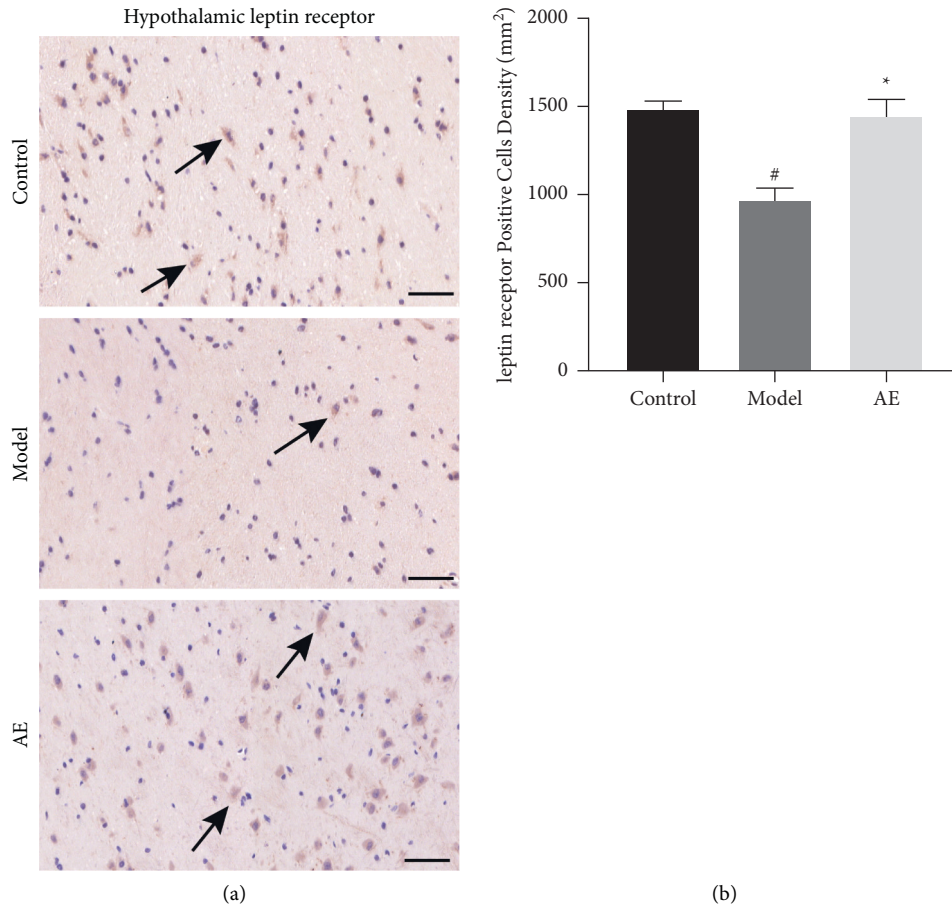 Hypothalamic leptin receptor
Control
Model
AE
(a)
leptin receptor Positive Cells Density (mm²)
2000
1500
1000
500
0
#
*
Control Model AE
(b)